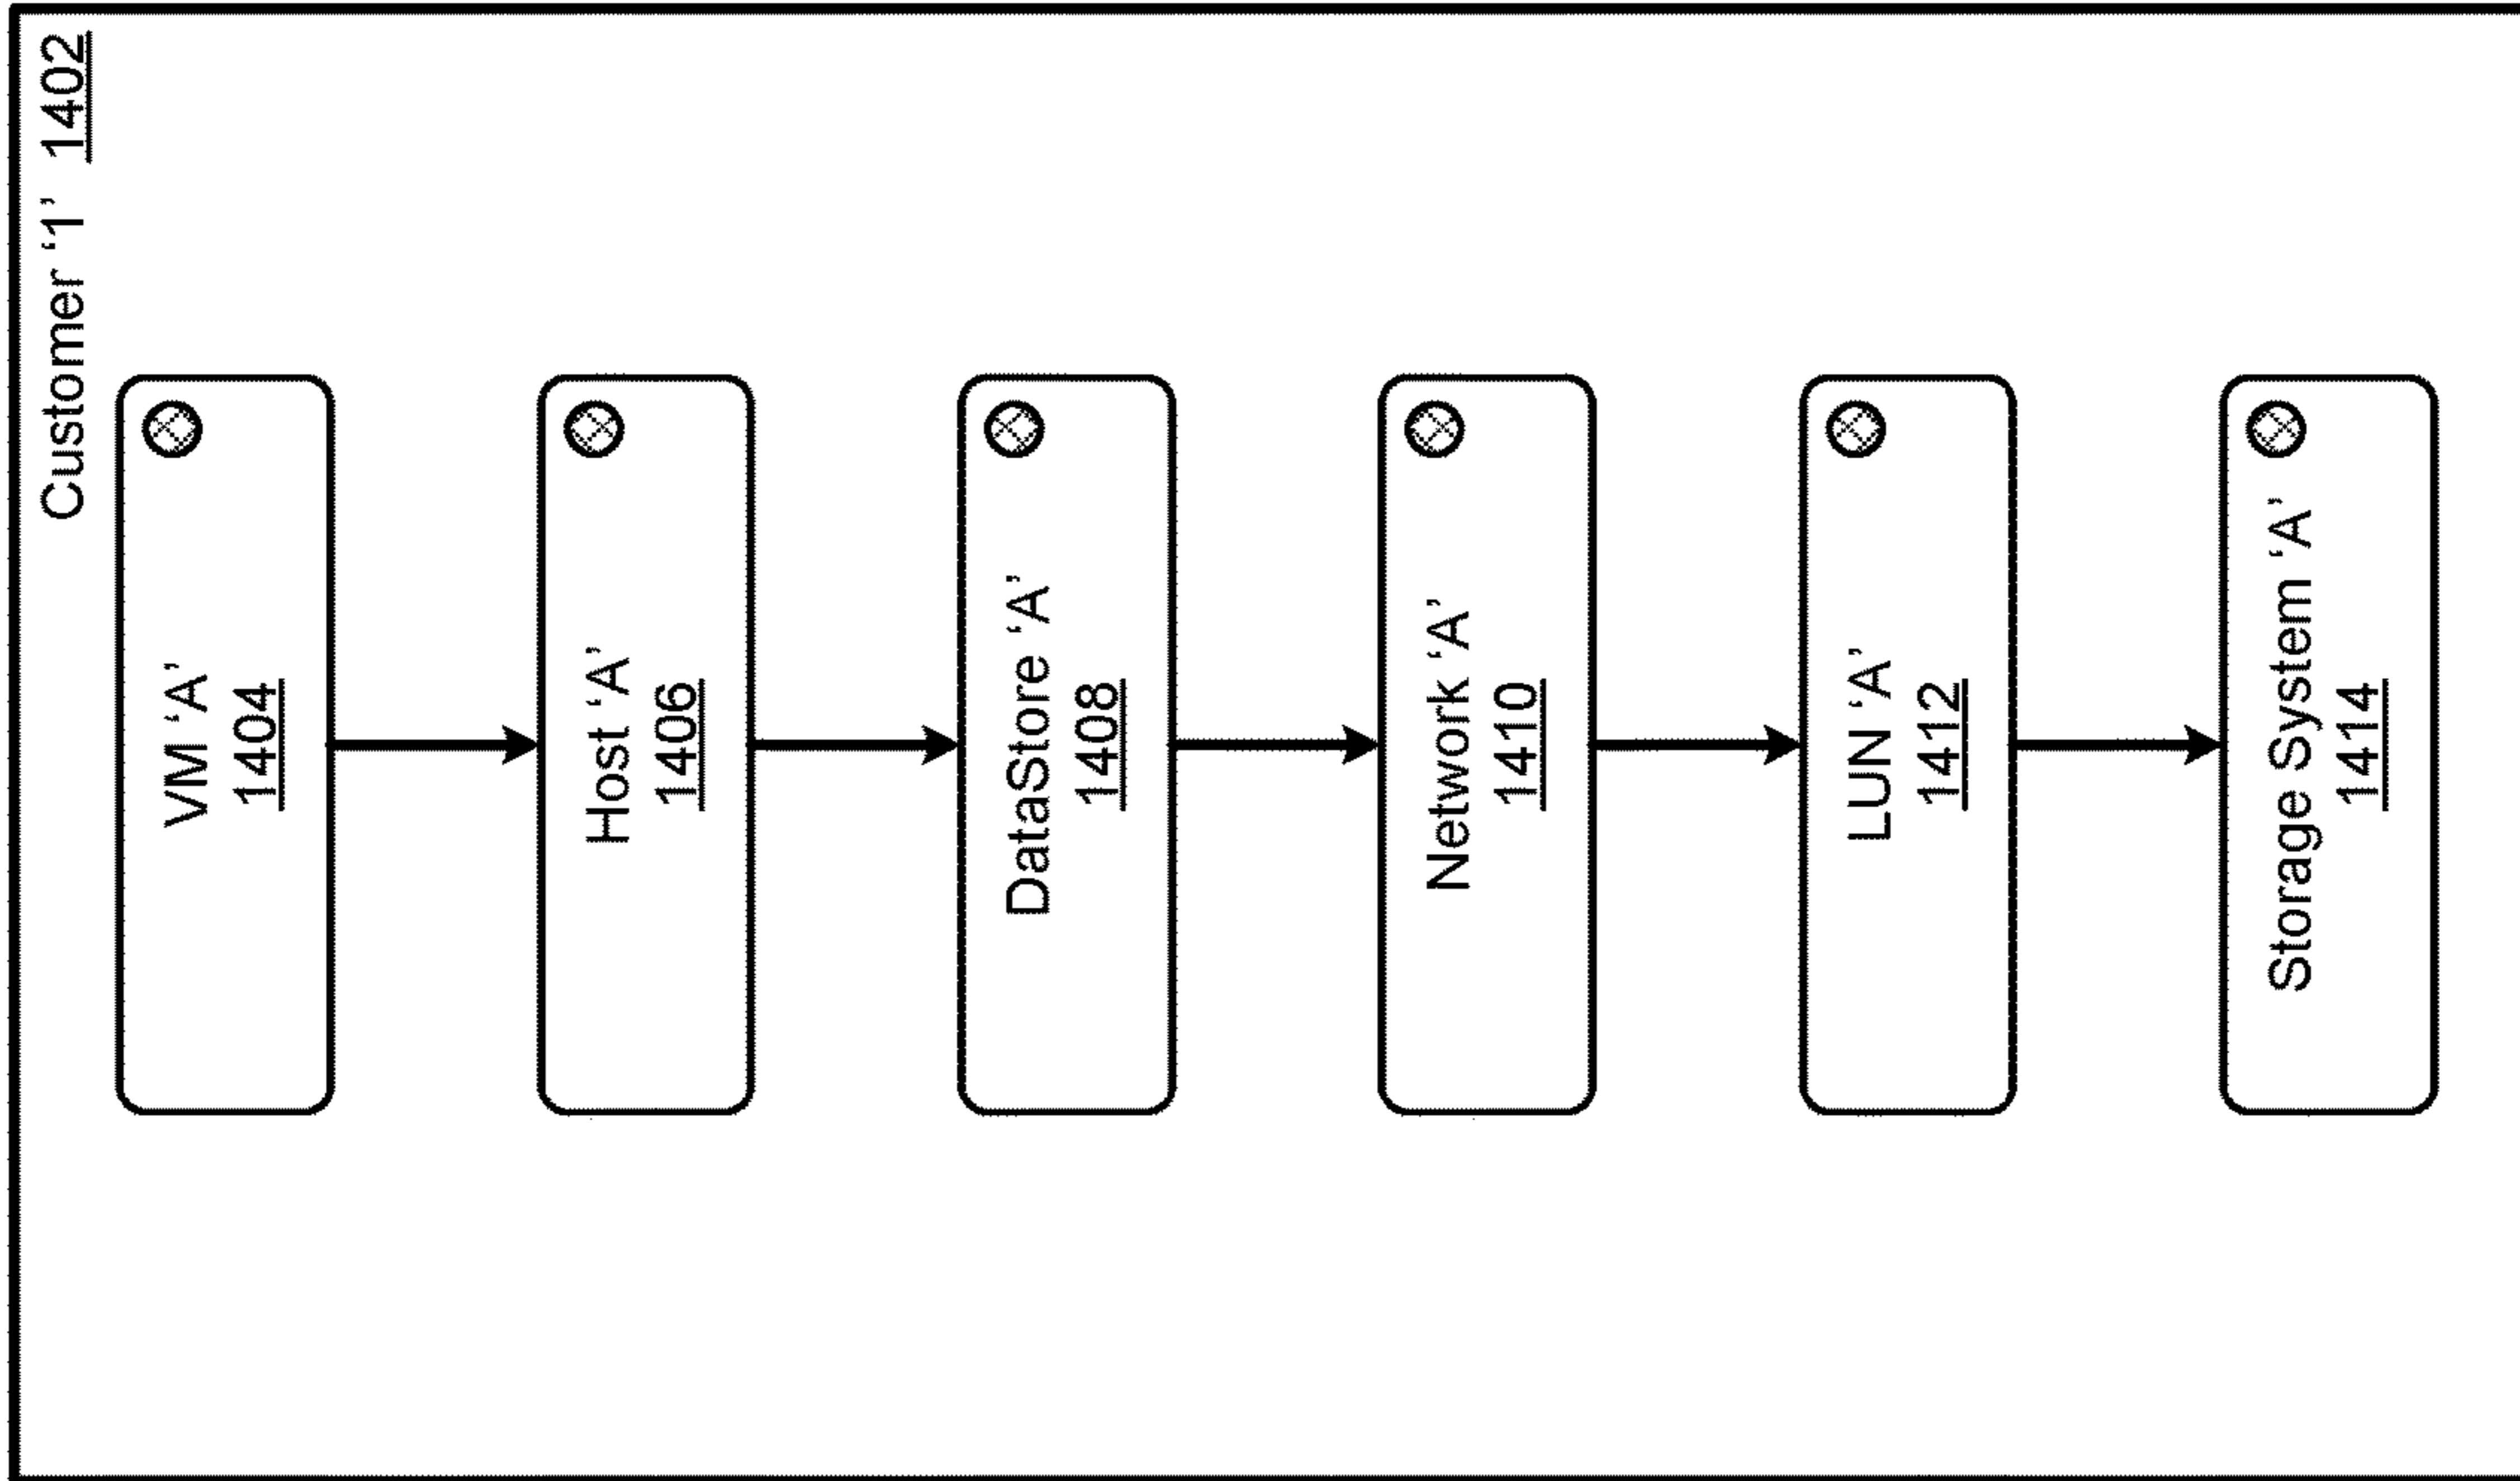 Customer ‘1’ 1402
VM ‘A’
1404
Host ‘A’
1406
DataStore ‘A’
1408
Network ‘A’
1410
LUN ‘A’
1412
Storage System ‘A’
1414